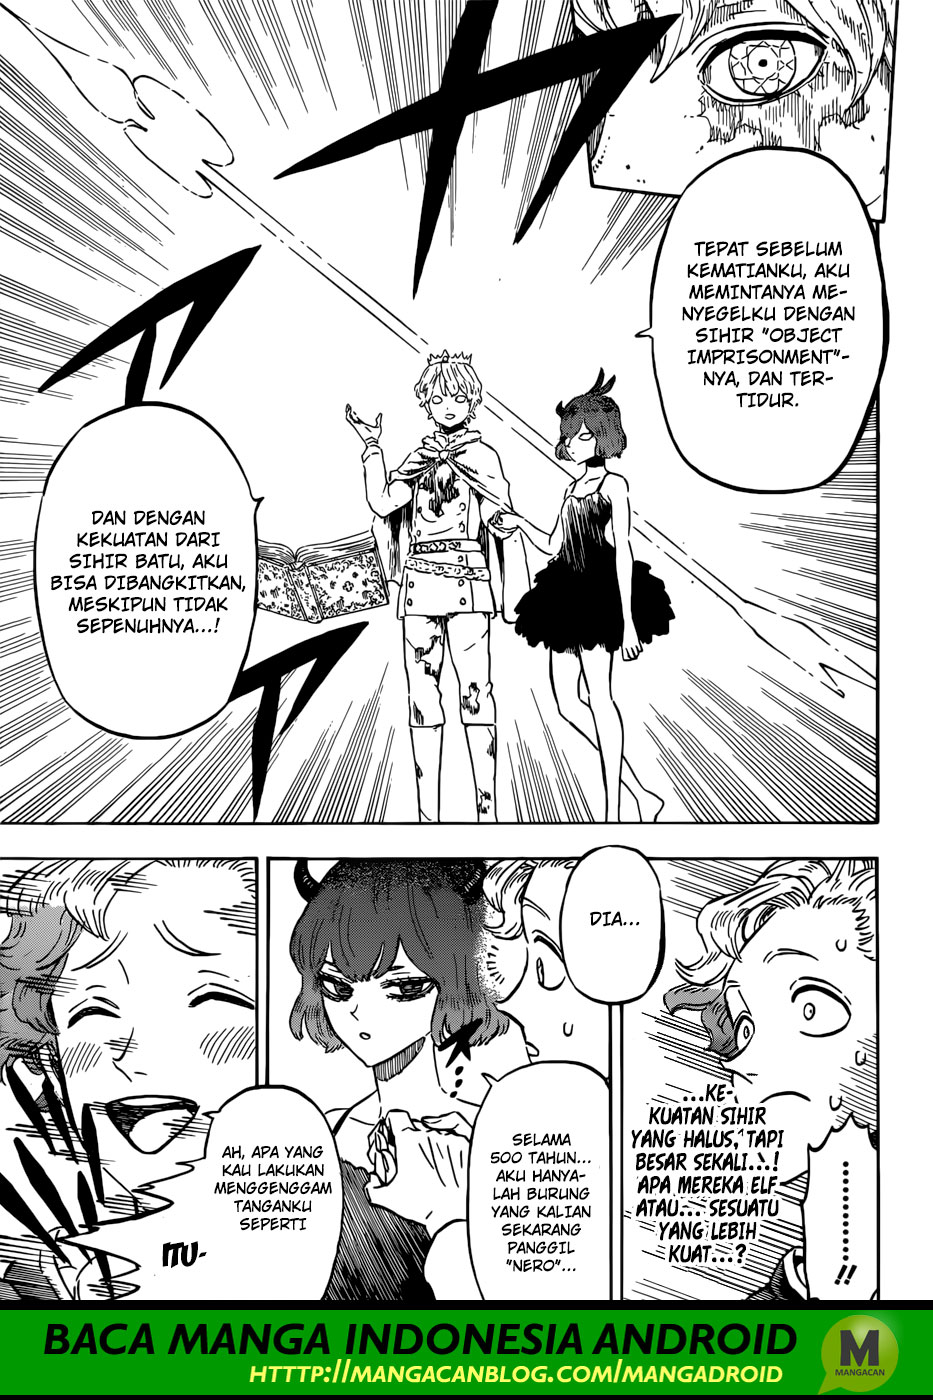 TEPAT SEBELUM
KEMATIANKU, AKU
MEMINTANYA ME-
NYEGELKU DENGAN
SIHIR "OBJECT
IMPRISONMENT"-
NYA, DAN TER-
TIDUR.
DAN DENGAN
KEKUATAN DARI
SIHIR BATU, AKU
BISA DIBANGKITKAN,
MESKIPUN TIDAK
SEPENUHNYA...!
...KE-
KUATAN SIHIR
YANG HALUS, TAPI
BESAR SEKALI...!
APA MEREKA ELF
ATAU... SESUATU
YANG LEBIH
KUAT...?
.........!!
DIA...
SELAMA
500 TAHUN...
AKU HANYA-
LAH BURUNG
YANG KALIAN
SEKARANG
PANGGIL
"NERO"...
AH, APA YANG
KAU LAKUKAN
MENGGENGGAM
TANGANKU
SEPERTI
ITU-
BACA MANGA INDONESIA ANDROID
HTTTP://MANGACANBLOG.COM/MANGADROID
M
MANGACAN